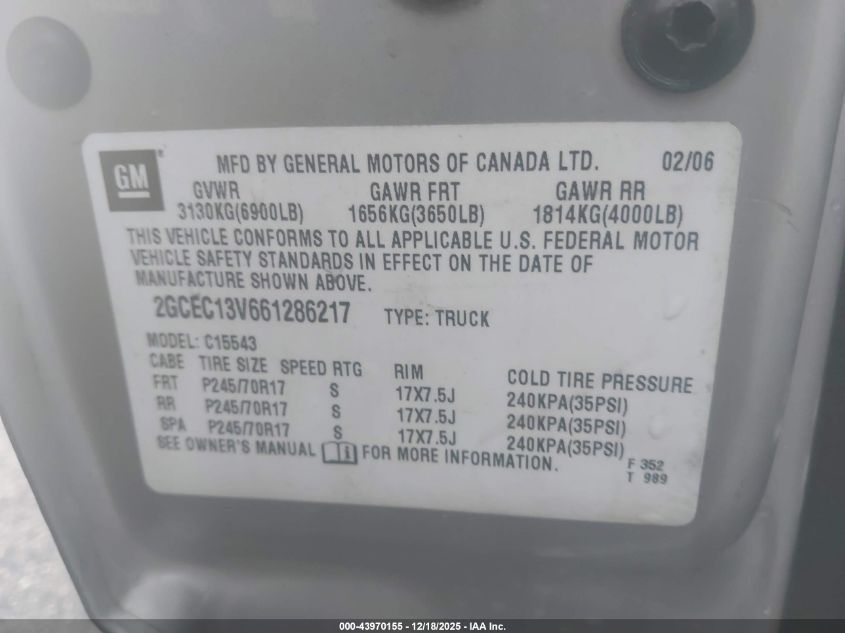 GM
MFD BY GENERAL MOTORS OF CANADA LTD. 02/06
GVWR GAWR FRT GAWR RR
3130KG(6900LB) 1656KG(3650LB) 1814KG(4000LB)
THIS VEHICLE CONFORMS TO ALL APPLICABLE U.S. FEDERAL MOTOR
VEHICLE SAFETY STANDARDS IN EFFECT ON THE DATE OF
MANUFACTURE SHOWN ABOVE.
2GCEC13V661286217 TYPE: TRUCK
MODEL: C15543
CABE TIRE SIZE SPEED RTG RIM COLD TIRE PRESSURE
FRT P245/70R17 S 17X7.5J 240KPA(35PSI)
RR P245/70R17 S 17X7.5J 240KPA(35PSI)
SPA P245/70R17 S 17X7.5J 240KPA(35PSI)
SEE OWNER'S MANUAL i FOR MORE INFORMATION.
F 352
T 989
000-43970155 - 12/18/2025 - IAA Inc.